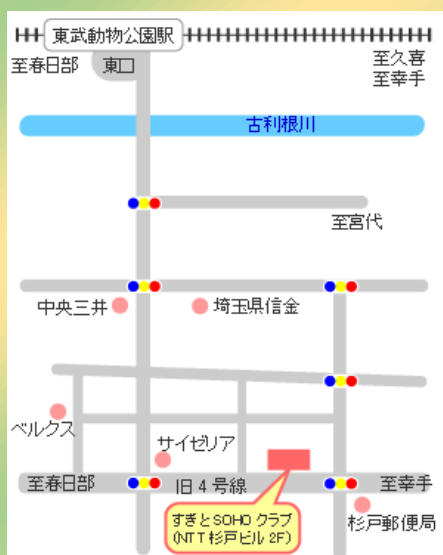 東武動物公園駅
至春日部
東口
至久喜
至幸手
古利根川
至宮代
中央三井
埼玉県信金
ベルクス
サイゼリア
至春日部
旧4号線
至幸手
すぎとSOHOクラブ
(NTT杉戸ビル2F)
杉戸郵便局